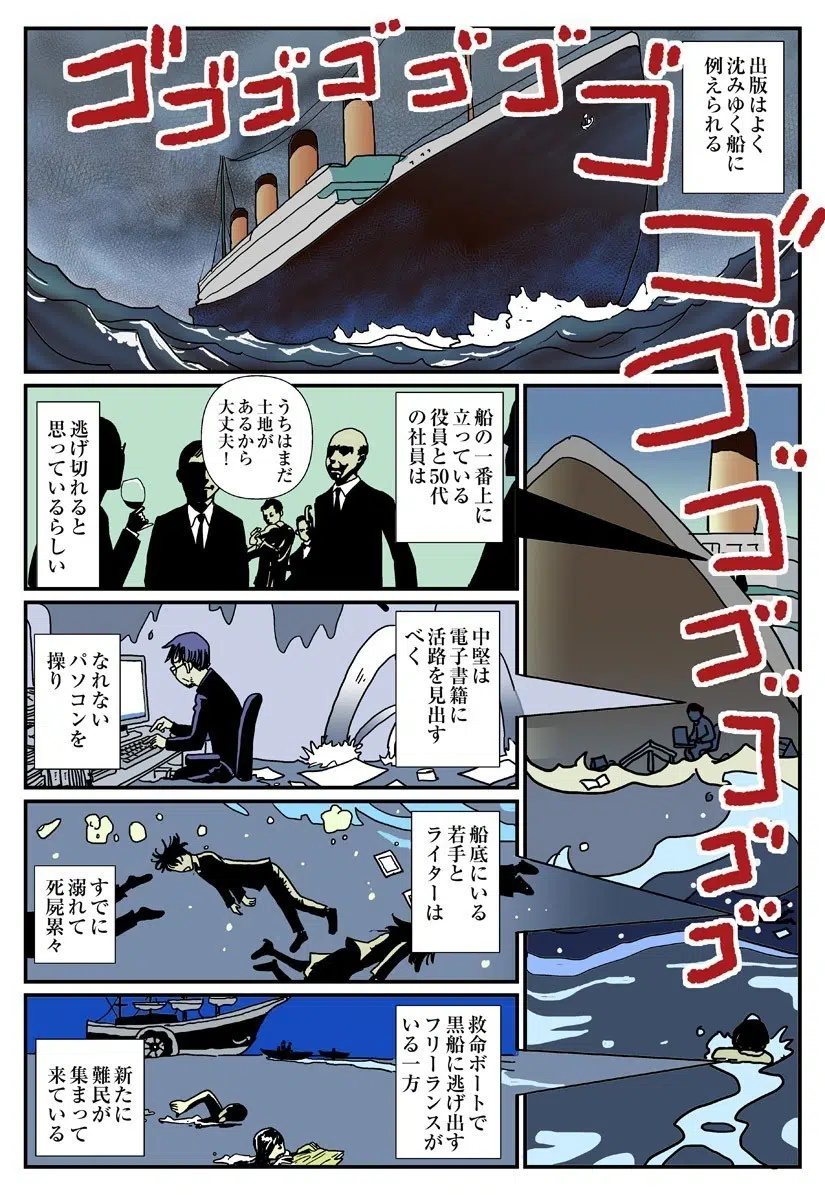 出版はよく
沈みゆく船に
例えられる
ゴゴゴゴゴゴゴゴゴゴゴゴゴゴゴ
船の一番上に
立っている
役員と50代
の社員は
うちはまだ
土地が
あるから
大丈夫！
逃げ切れると
思っているらしい
中堅は
電子書籍に
活路を見出す
べく
なれない
パソコンを
操り
船底にいる
若手と
ライターは
すでに
溺れて
死屍累々
救命ボートで
黒船に逃げ出す
フリーランスが
いる一方
新たに
難民が
集まって
来ている